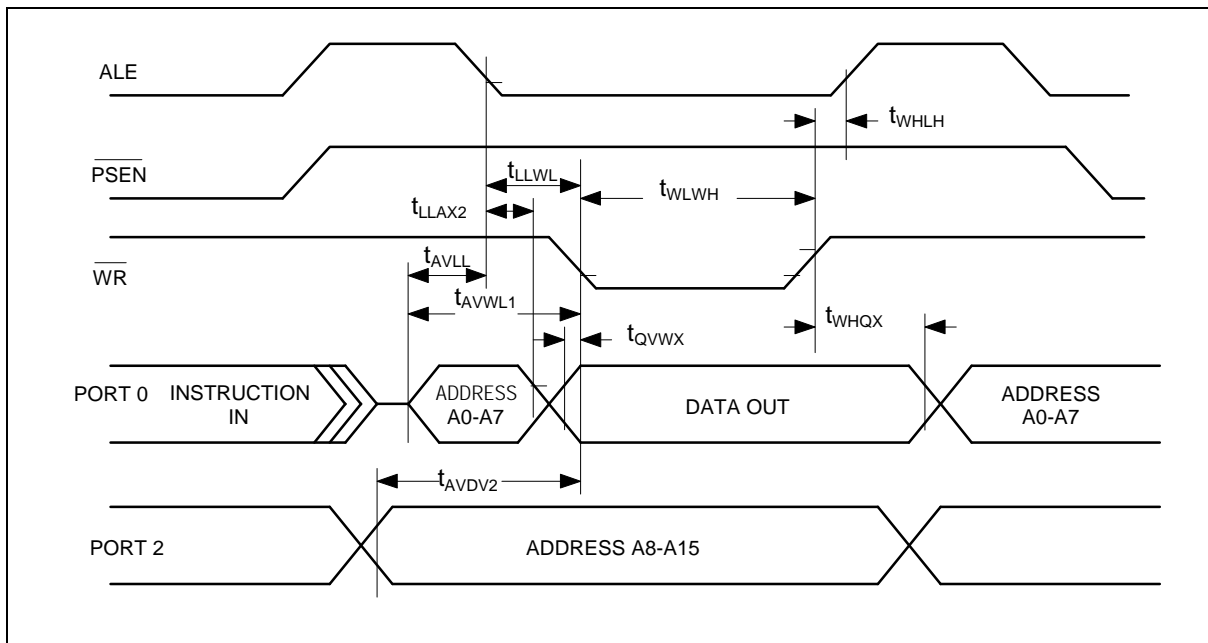 ALE
tWHLH
PSEN
tLLWL
tWLWH
tLLAX2
WR
tAVLL
tAVWL1
tWHQX
tQVWX
PORT 0
INSTRUCTION
IN
ADDRESS
A0-A7
DATA OUT
ADDRESS
A0-A7
tAVDV2
PORT 2
ADDRESS A8-A15